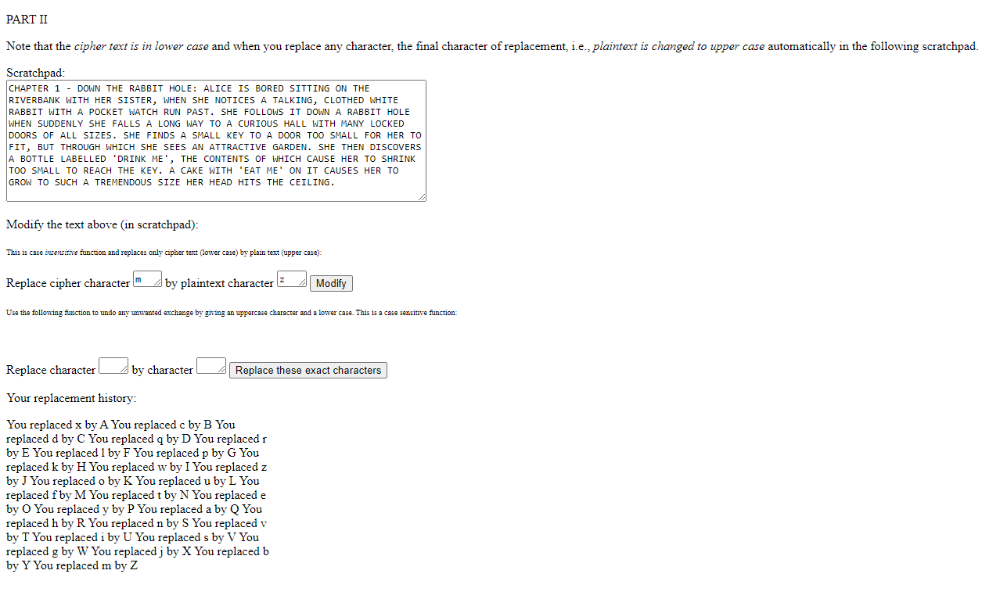 PART II
Note that the cipher text is in lower case and when you replace any character, the final character of replacement, i.e., plaintext is changed to upper case automatically in the following scratchpad.
Scratchpad:
CHAPTER 1 - DOWN THE RABBIT HOLE: ALICE IS BORED SITTING ON THE
RIVERBANK WITH HER SISTER, WHEN SHE NOTICES A TALKING, CLOTHED WHITE
RABBIT WITH A POCKET WATCH RUN PAST. SHE FOLLOWS IT DOWN A RABBIT HOLE
WHEN SUDDENLY SHE FALLS A LONG WAY TO A CURIOUS HALL WITH MANY LOCKED
DOORS OF ALL SIZES. SHE FINDS A SMALL KEY TO A DOOR TOO SMALL FOR HER TO
FIT, BUT THROUGH WHICH SHE SEES AN ATTRACTIVE GARDEN. SHE THEN DISCOVERS
A BOTTLE LABELLED 'DRINK ME', THE CONTENTS OF WHICH CAUSE HER TO SHRINK
TOO SMALL TO REACH THE KEY. A CAKE WITH 'EAT ME' ON IT CAUSES HER TO
GROW TO SUCH A TREMENDOUS SIZE HER HEAD HITS THE CEILING.
Modify the text above (in scratchpad):
This is case insensitive function and replaces only cipher text (lower case) by plain text (upper case):
Replace cipher character m by plaintext character z Modify
Use the following function to undo any unwanted exchange by giving an uppercase character and a lower case. This is a case sensitive function:
Replace character by character Replace these exact characters
Your replacement history:
You replaced x by A You replaced c by B You
replaced d by C You replaced q by D You replaced r
by E You replaced l by F You replaced p by G You
replaced k by H You replaced w by I You replaced z
by J You replaced o by K You replaced u by L You
replaced f by M You replaced t by N You replaced e
by O You replaced y by P You replaced a by Q You
replaced h by R You replaced n by S You replaced v
by T You replaced i by U You replaced s by V You
replaced g by W You replaced j by X You replaced b
by Y You replaced m by Z